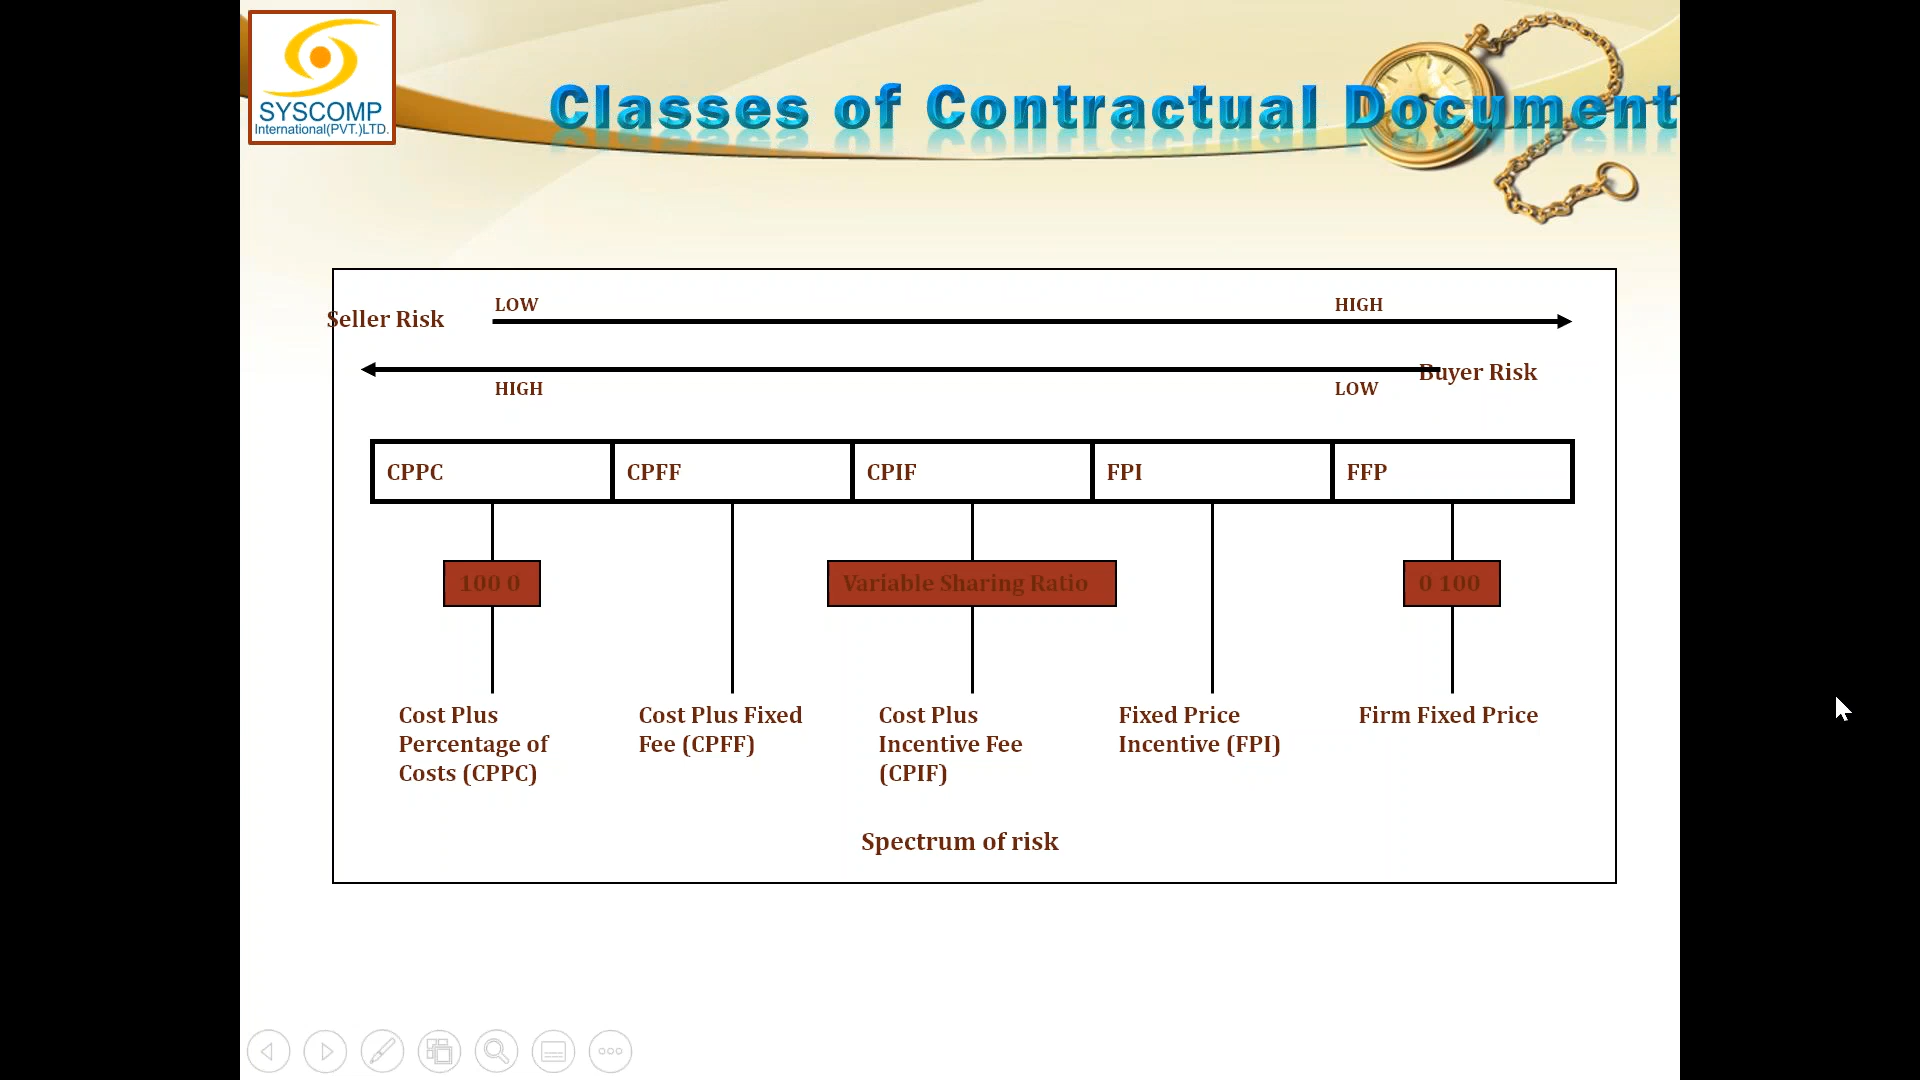 SYSCOMP
International(PVT.)LTD.
Classes of Contractual Document
LOW
HIGH
Seller Risk
Buyer Risk
HIGH
LOW
CPPC
CPFF
CPIF
FPI
FFP
100 0
Variable Sharing Ratio
0 100
Cost Plus
Percentage of
Costs (CPPC)
Cost Plus Fixed
Fee (CPFF)
Cost Plus
Incentive Fee
(CPIF)
Fixed Price
Incentive (FPI)
Firm Fixed Price
Spectrum of risk